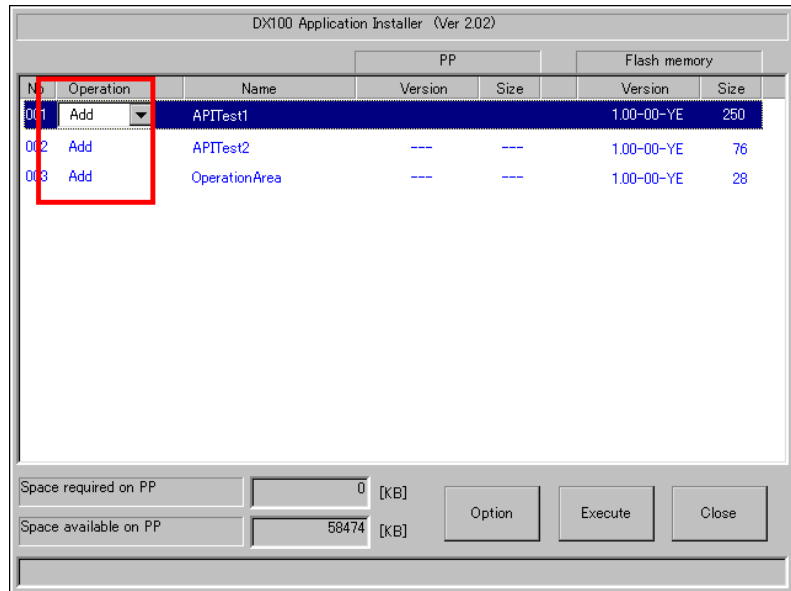 DX100 Application Installer (Ver 2.02)
PP Flash memory
No Operation Name Version Size Version Size
001 Add APITest1 1.00-00-YE 250
002 Add APITest2 --- --- 1.00-00-YE 76
003 Add OperationArea --- --- 1.00-00-YE 28
Space required on PP 0 [KB]
Space available on PP 58474 [KB]
Option Execute Close